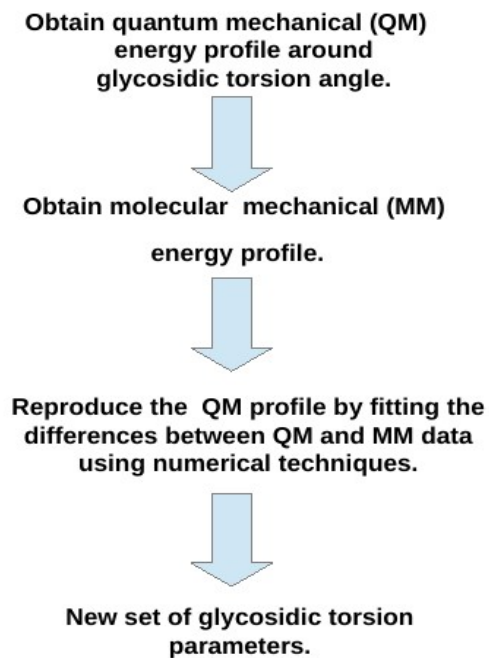 Obtain quantum mechanical (QM)
energy profile around
glycosidic torsion angle.
Obtain molecular mechanical (MM)
energy profile.
Reproduce the QM profile by fitting the
differences between QM and MM data
using numerical techniques.
New set of glycosidic torsion
parameters.